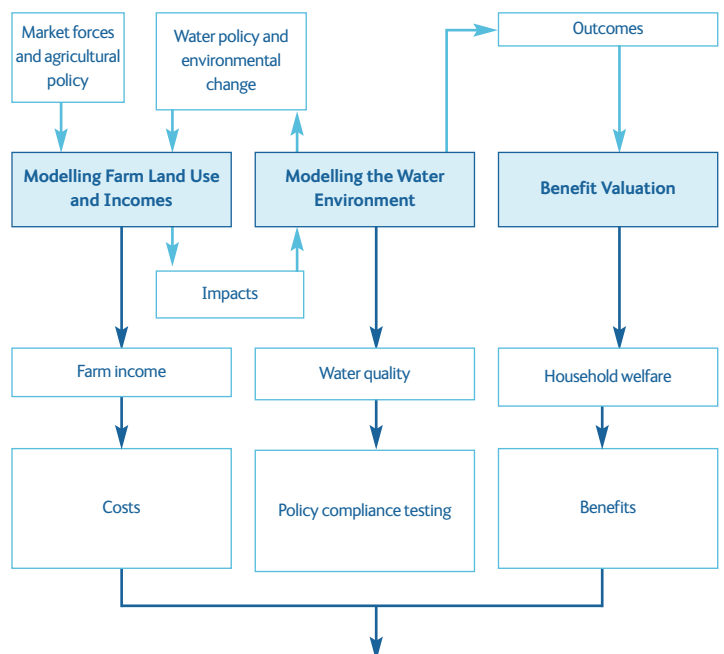 Market forces
and agricultural
policy
Water policy and
environmental
change
Outcomes
Modelling Farm Land Use
and Incomes
Modelling the Water
Environment
Benefit Valuation
Impacts
Farm income
Water quality
Household welfare
Costs
Policy compliance testing
Benefits